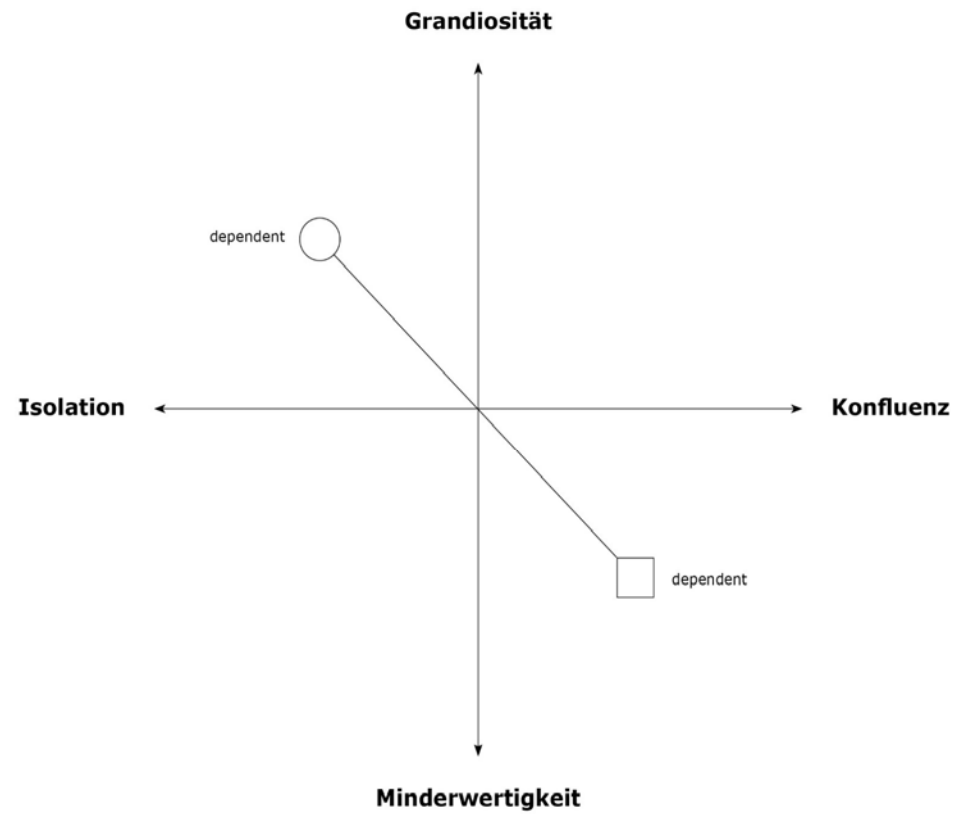 Grandiosität
dependent
Isolation
Konfluenz
dependent
Minderwertigkeit